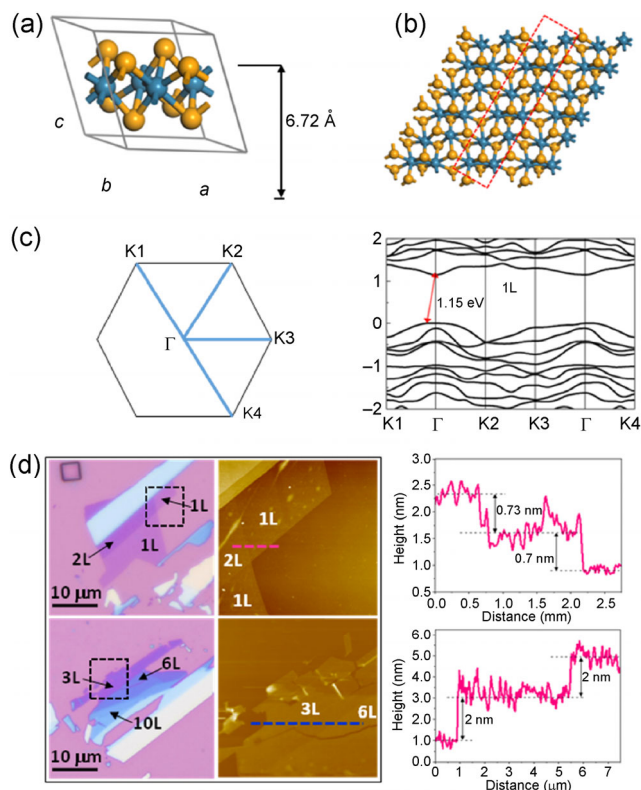 (a)
6.72 Å
c
b
a
(b)
(c)
K1
K2
Γ
K3
K4
2
1
0
−1
−2
1L
1.15 eV
K1
Γ
K2
K3
Γ
K4
(d)
1L
2L
1L
10 μm
1L
2L
1L
3.0
2.5
2.0
1.5
1.0
0.5
Height (nm)
0.73 nm
0.7 nm
0.0
0.5
1.0
1.5
2.0
2.5
Distance (mm)
3L
6L
10L
10 μm
3L
6L
6.0
5.0
4.0
3.0
2.0
1.0
0.0
Height (nm)
2 nm
2 nm
0
1
2
3
4
5
6
7
Distance (μm)